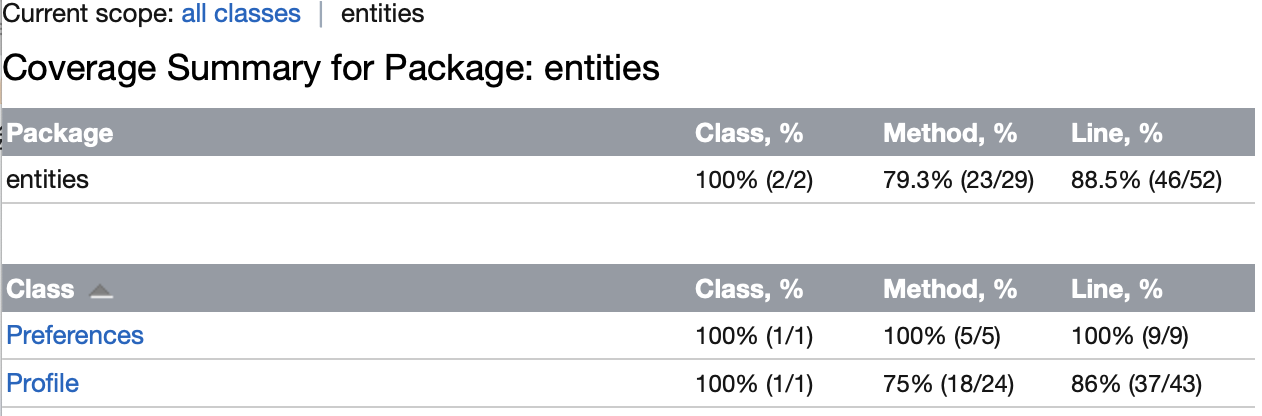 Current scope: all classes | entities
Coverage Summary for Package: entities
Package Class, % Method, % Line, %
entities 100% (2/2) 79.3% (23/29) 88.5% (46/52)
Class Class, % Method, % Line, %
Preferences 100% (1/1) 100% (5/5) 100% (9/9)
Profile 100% (1/1) 75% (18/24) 86% (37/43)